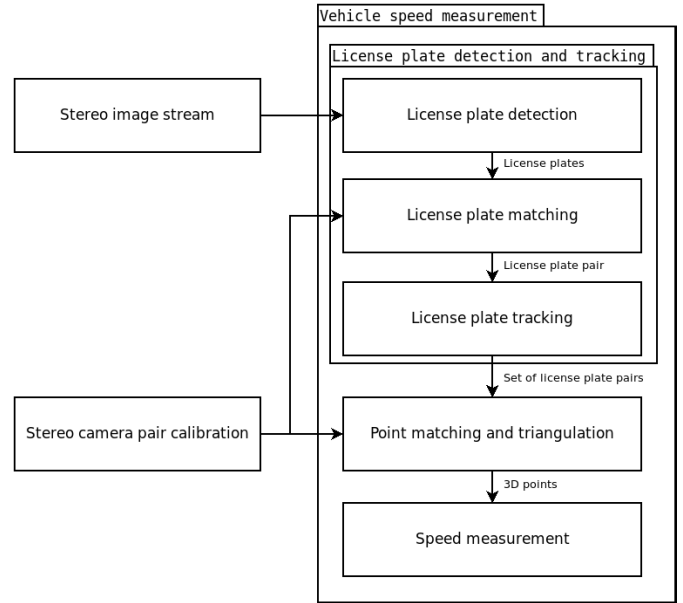 Vehicle speed measurement
License plate detection and tracking
Stereo image stream
License plate detection
License plates
License plate matching
License plate pair
License plate tracking
Set of license plate pairs
Stereo camera pair calibration
Point matching and triangulation
3D points
Speed measurement